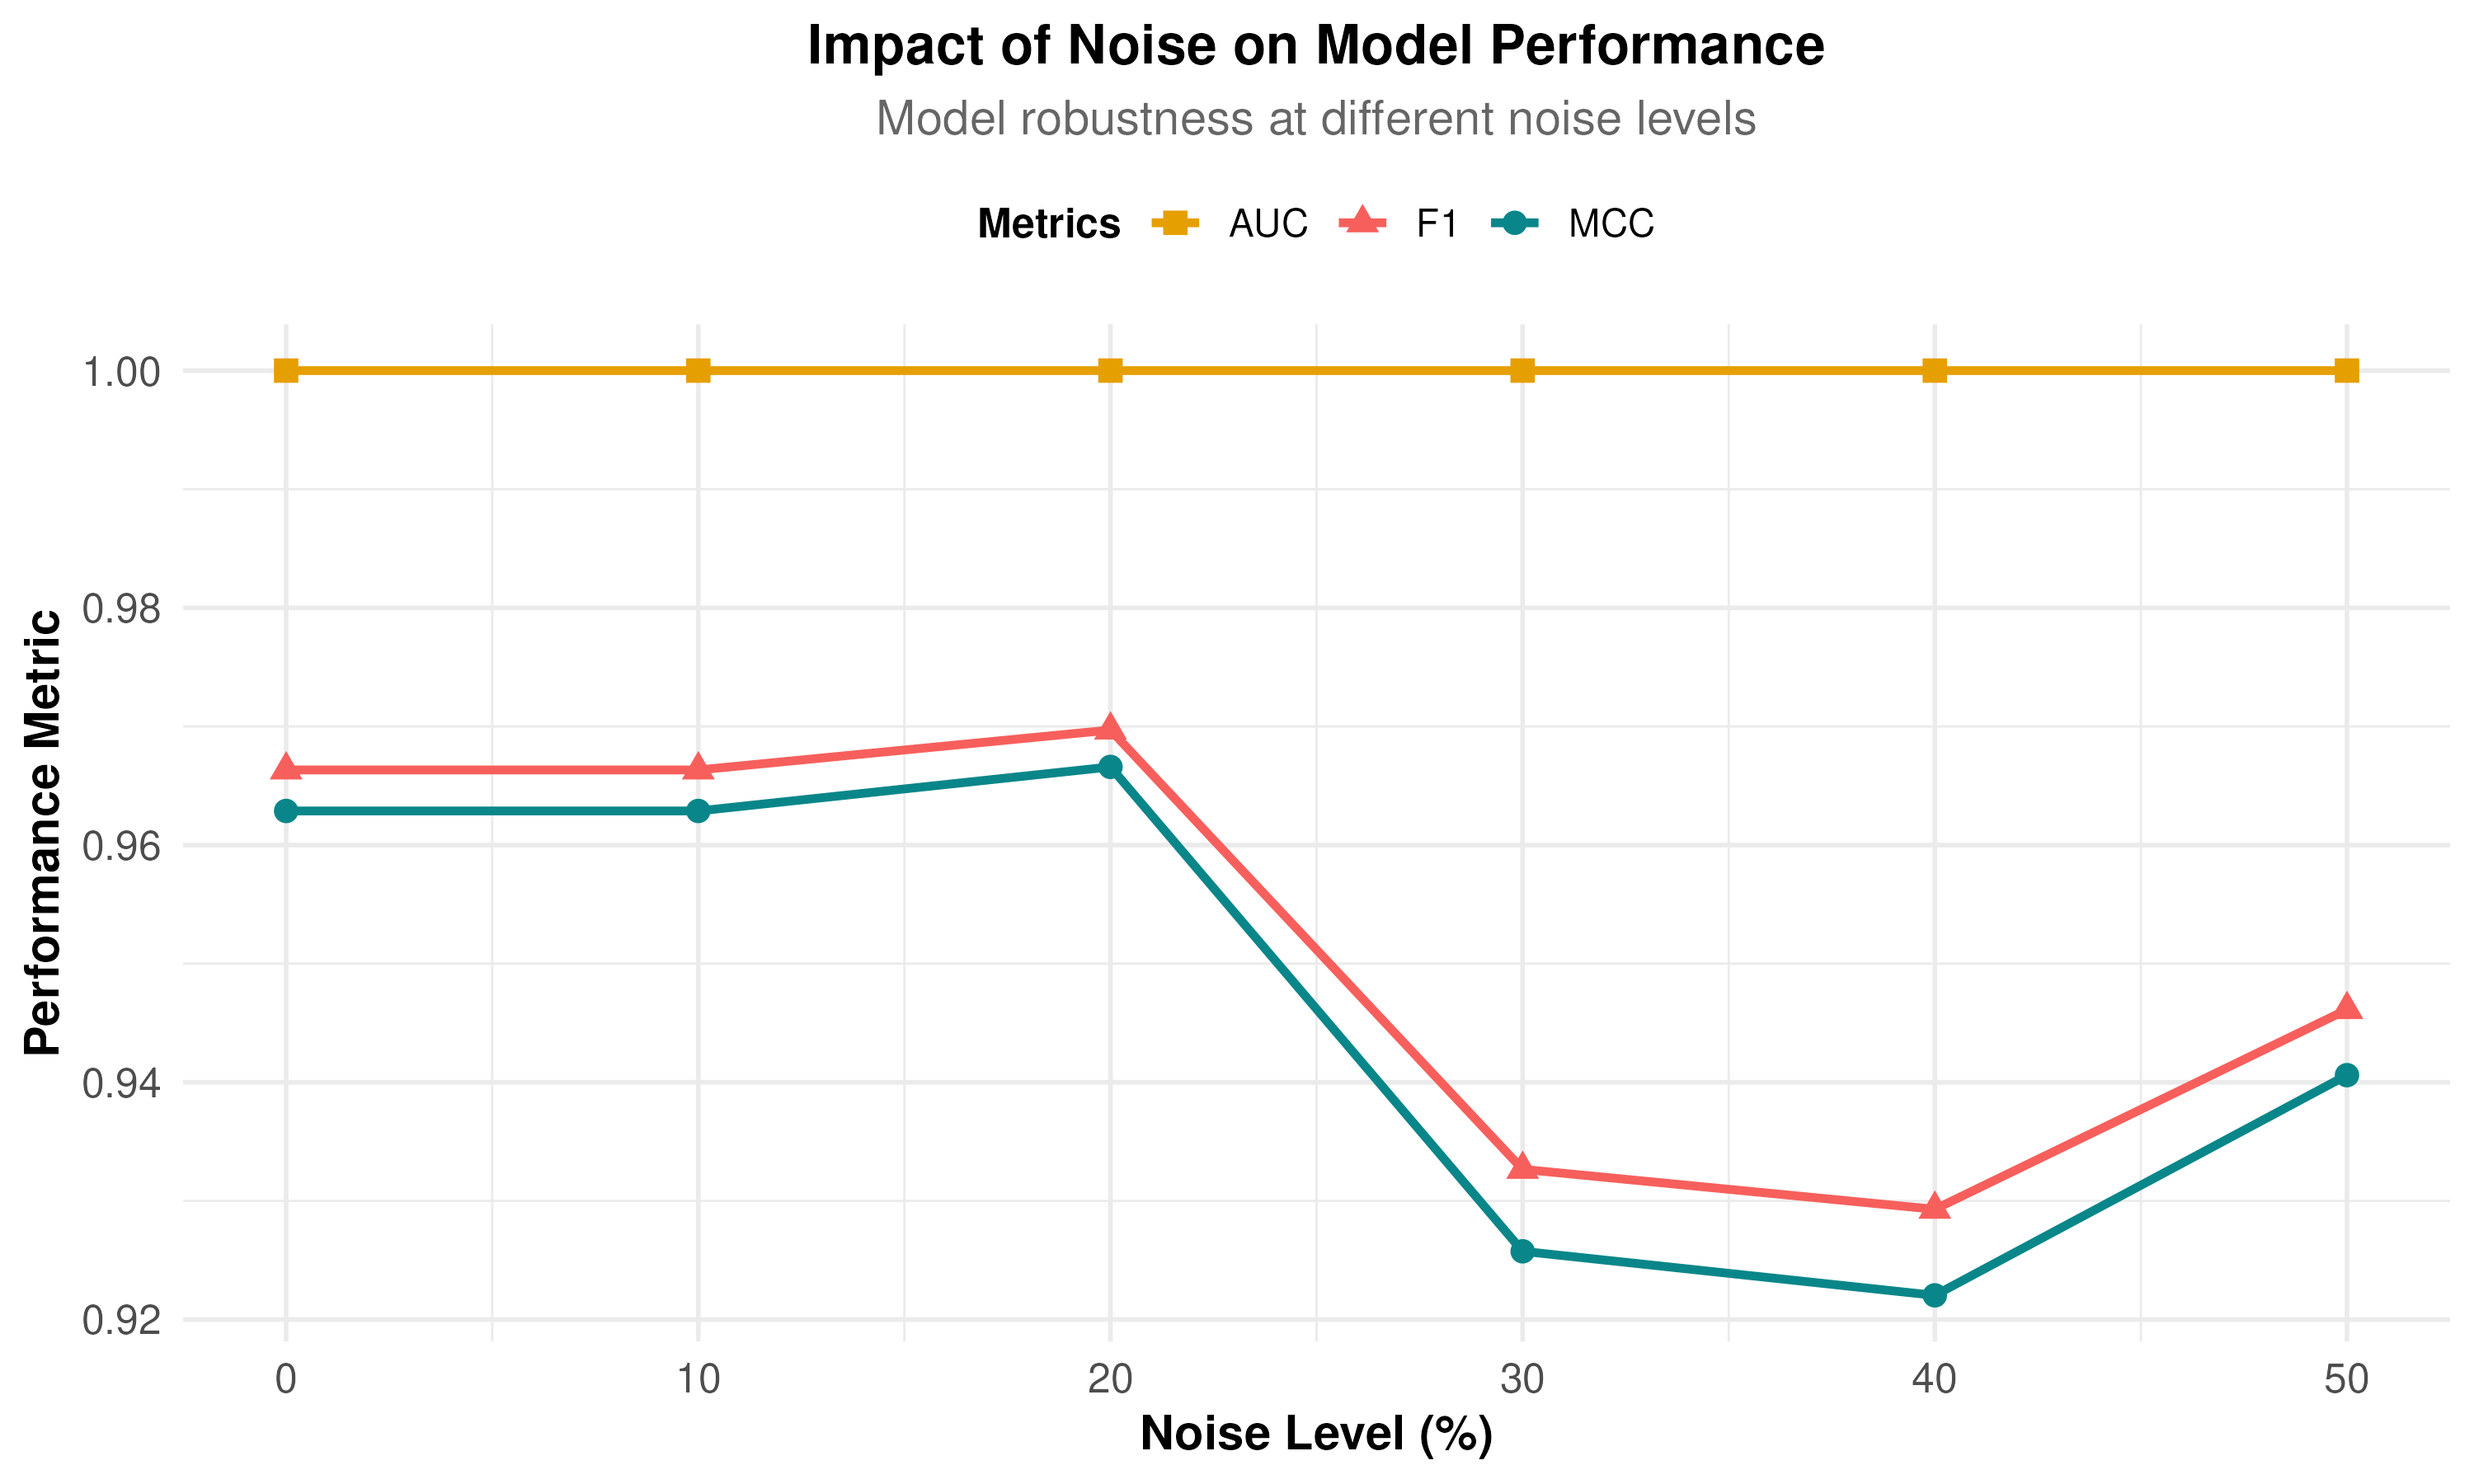 Impact of Noise on Model Performance
Model robustness at different noise levels
Metrics AUC F1 MCC
Performance Metric
1.00
0.98
0.96
0.94
0.92
0 10 20 30 40 50
Noise Level (%)